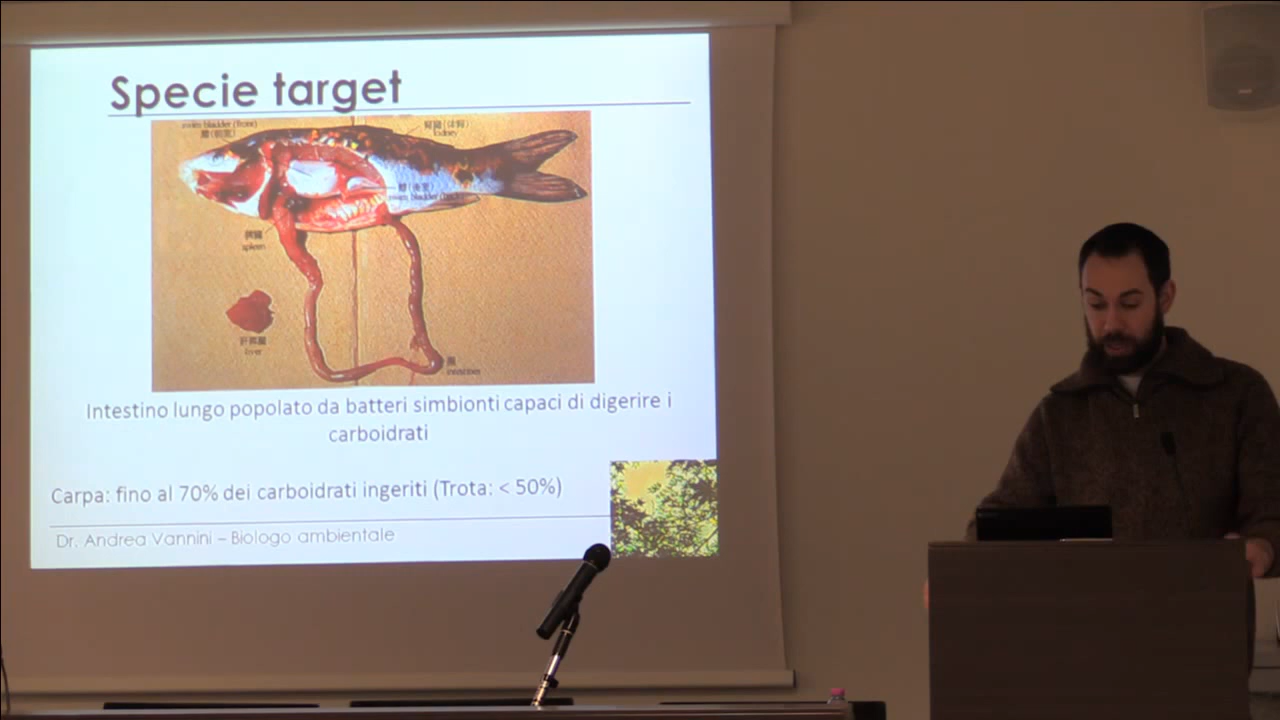 Specie target
swim bladder (front)
kidney
swim bladder (back)
spleen
liver
Intestino lungo popolato da batteri simbionti capaci di digerire i
carboidrati
Carpa: fino al 70% dei carboidrati ingeriti (Trota: < 50%)
Dr. Andrea Vannini – Biologo ambientale